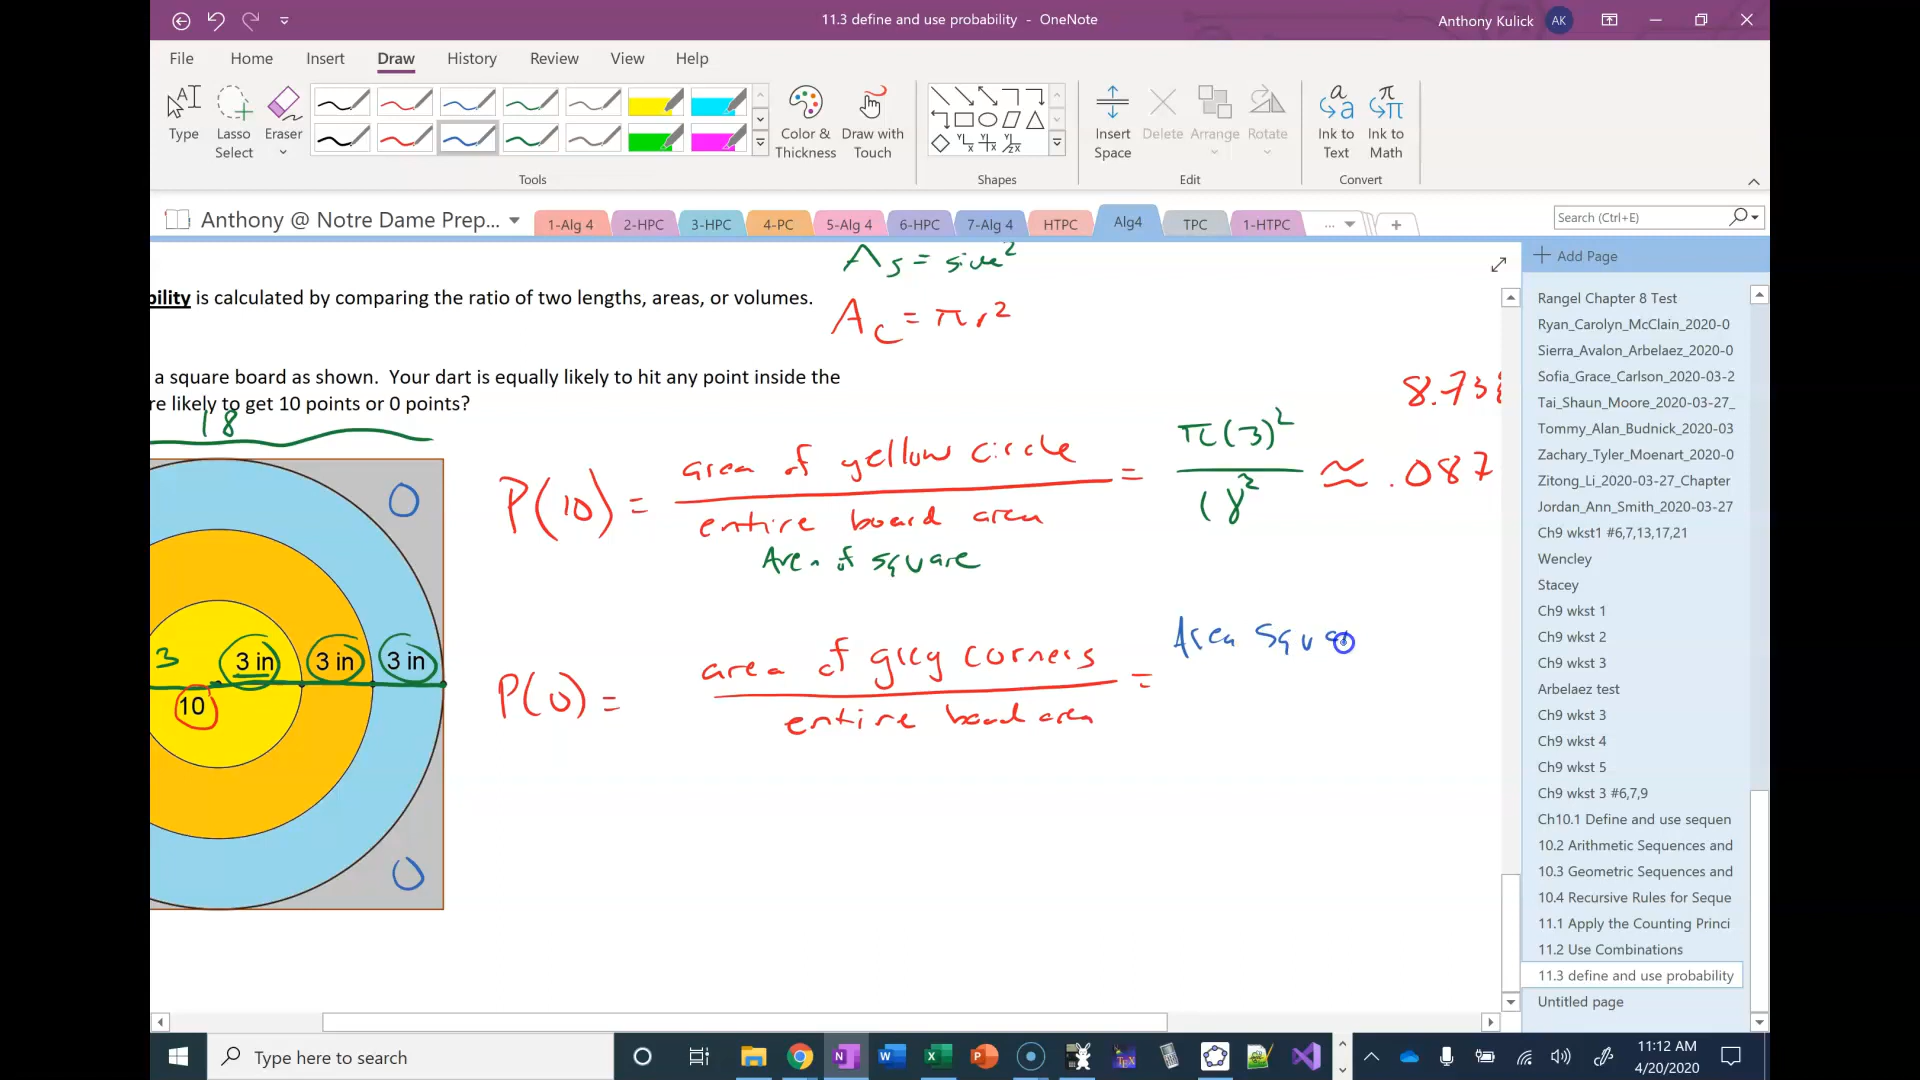 11.3 define and use probability - OneNote
Anthony Kulick
AK
File Home Insert Draw History Review View Help
Type
Lasso Select
Eraser
Color & Thickness
Draw with Touch
Insert Space
Delete
Arrange
Rotate
Ink to Text
Ink to Math
Tools
Shapes
Edit
Convert
Anthony @ Notre Dame Prep...
1-Alg 4
2-HPC
3-HPC
4-PC
5-Alg 4
6-HPC
7-Alg 4
HTPC
Alg4
TPC
1-HTPC
...
Search (Ctrl+E)
Add Page
As = side²
bility is calculated by comparing the ratio of two lengths, areas, or volumes.
Ac = πr²
a square board as shown. Your dart is equally likely to hit any point inside the
re likely to get 10 points or 0 points?
18
8.738
P(10) = area of yellow circle / entire board area = π(3)² / 18² ≈ .087
Area of square
0
3
3 in
3 in
3 in
10
0
P(0) = area of grey corners / entire board area =
Area Squa
Rangel Chapter 8 Test
Ryan_Carolyn_McClain_2020-0
Sierra_Avalon_Arbelaez_2020-0
Sofia_Grace_Carlson_2020-03-2
Tai_Shaun_Moore_2020-03-27_
Tommy_Alan_Budnick_2020-03
Zachary_Tyler_Moenart_2020-0
Zitong_Li_2020-03-27_Chapter
Jordan_Ann_Smith_2020-03-27
Ch9 wkst1 #6,7,13,17,21
Wencley
Stacey
Ch9 wkst 1
Ch9 wkst 2
Ch9 wkst 3
Arbelaez test
Ch9 wkst 3
Ch9 wkst 4
Ch9 wkst 5
Ch9 wkst 3 #6,7,9
Ch10.1 Define and use sequen
10.2 Arithmetic Sequences and
10.3 Geometric Sequences and
10.4 Recursive Rules for Seque
11.1 Apply the Counting Princi
11.2 Use Combinations
11.3 define and use probability
Untitled page
Type here to search
11:12 AM
4/20/2020